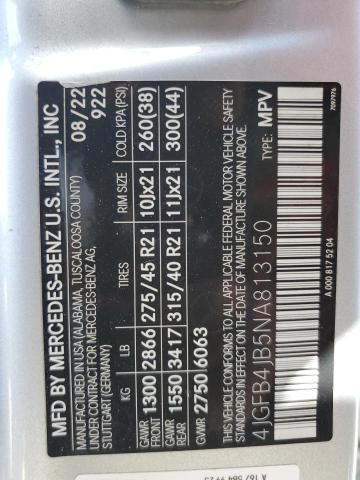 MFD BY MERCEDES-BENZ U.S. INTL., INC
MANUFACTURED IN USA (ALABAMA, TUSCALOOSA COUNTY)
UNDER CONTRACT FOR MERCEDES-BENZ AG,
STUTTGART (GERMANY)
08/22
922
KG LB TIRES RIM SIZE COLD KPA(PSI)
GAWR 1300 2866 275/45 R21 10Jx21 260(38)
GAWR 1550 3417 315/40 R21 11Jx21 300(44)
GVWR 2750 6063
THIS VEHICLE CONFORMS TO ALL APPLICABLE FEDERAL MOTOR VEHICLE SAFETY
STANDARDS IN EFFECT ON THE DATE OF MANUFACTURE SHOWN ABOVE.
4JGFB4JB5NA813150
MPV
A 000 817 52 04
7097976